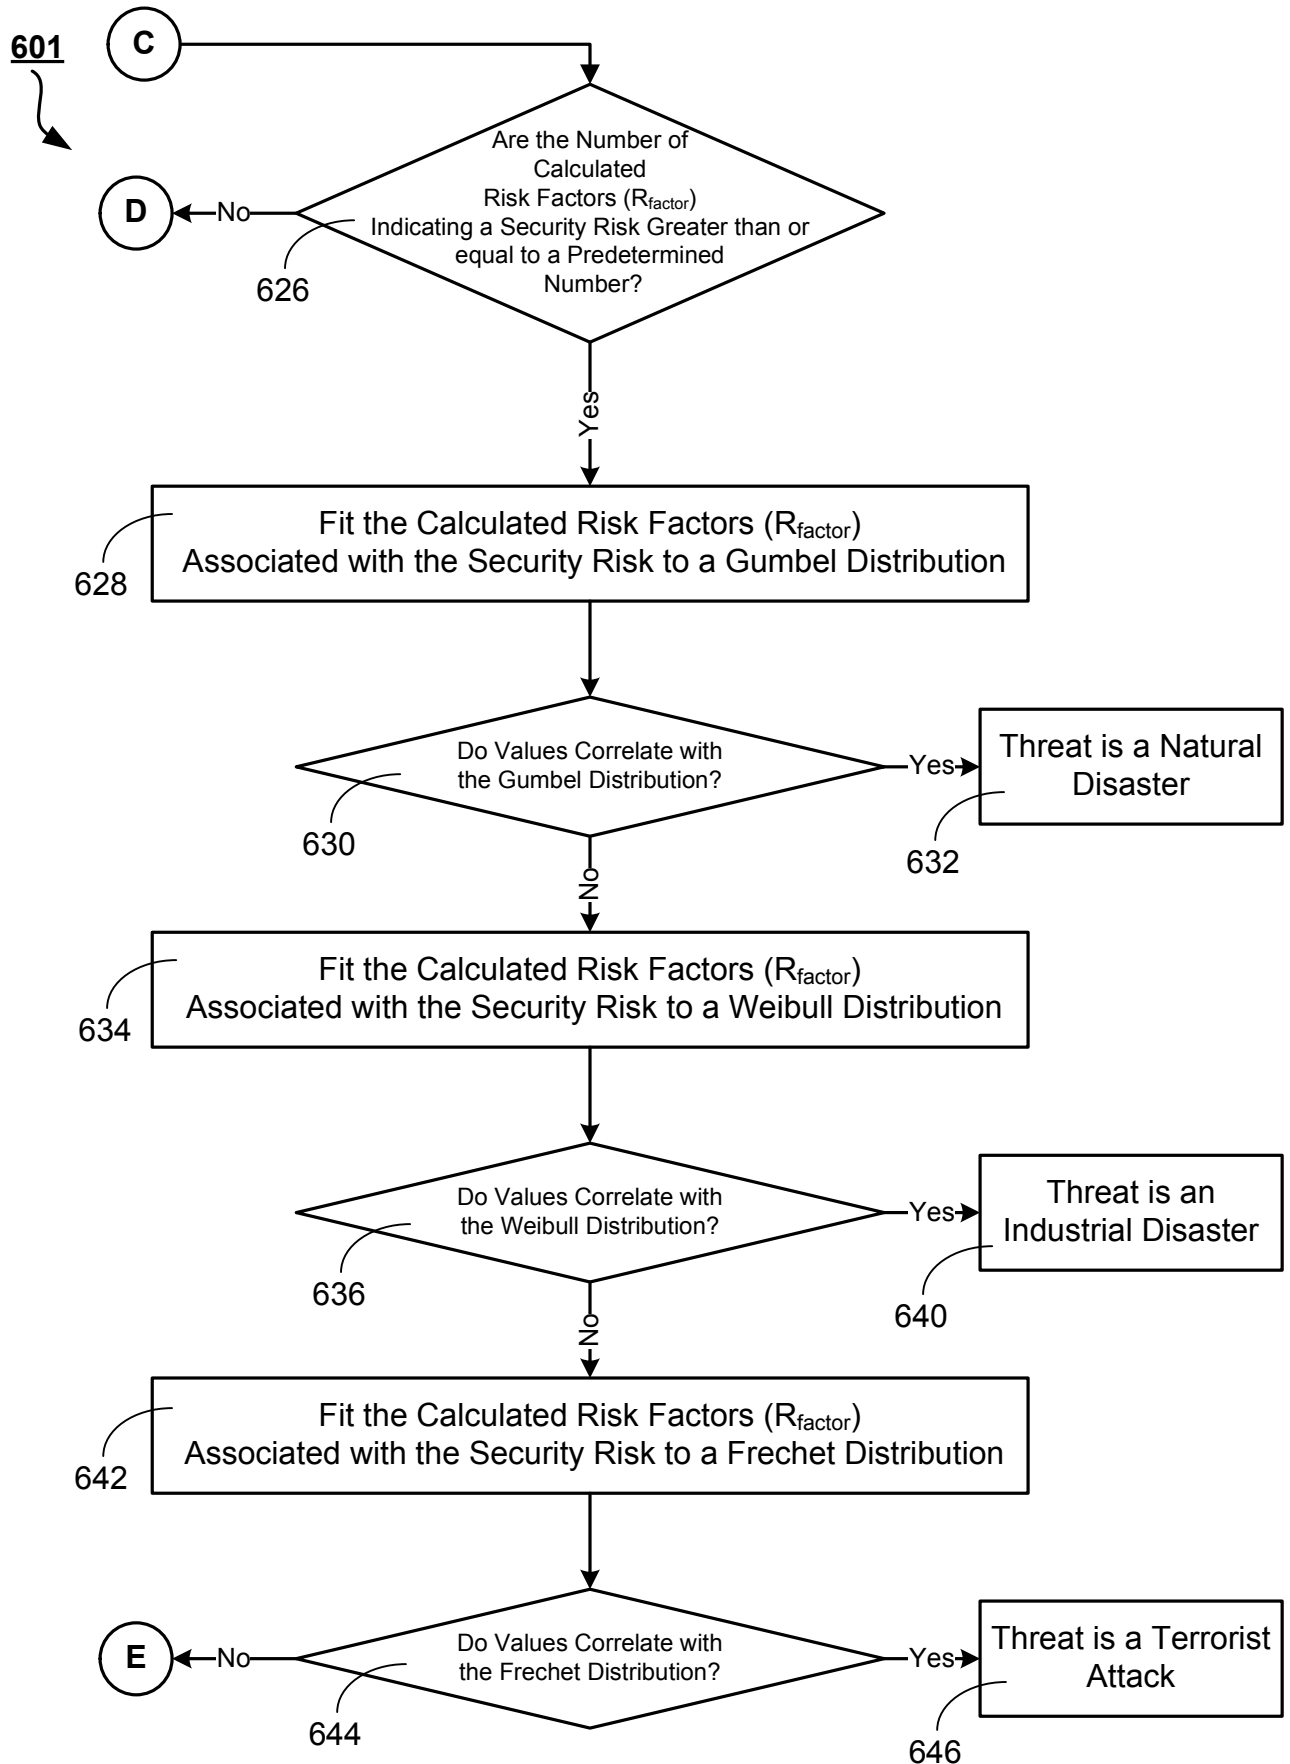 601
C
Are the Number of
Calculated
Risk Factors (Rfactor)
Indicating a Security Risk Greater than or
equal to a Predetermined
Number?
D
No
626
Yes
Fit the Calculated Risk Factors (Rfactor)
Associated with the Security Risk to a Gumbel Distribution
628
Do Values Correlate with
the Gumbel Distribution?
630
Yes
Threat is a Natural
Disaster
632
No
Fit the Calculated Risk Factors (Rfactor)
Associated with the Security Risk to a Weibull Distribution
634
Do Values Correlate with
the Weibull Distribution?
636
Yes
Threat is an
Industrial Disaster
640
No
Fit the Calculated Risk Factors (Rfactor)
Associated with the Security Risk to a Frechet Distribution
642
Do Values Correlate with
the Frechet Distribution?
644
E
No
Yes
Threat is a Terrorist
Attack
646